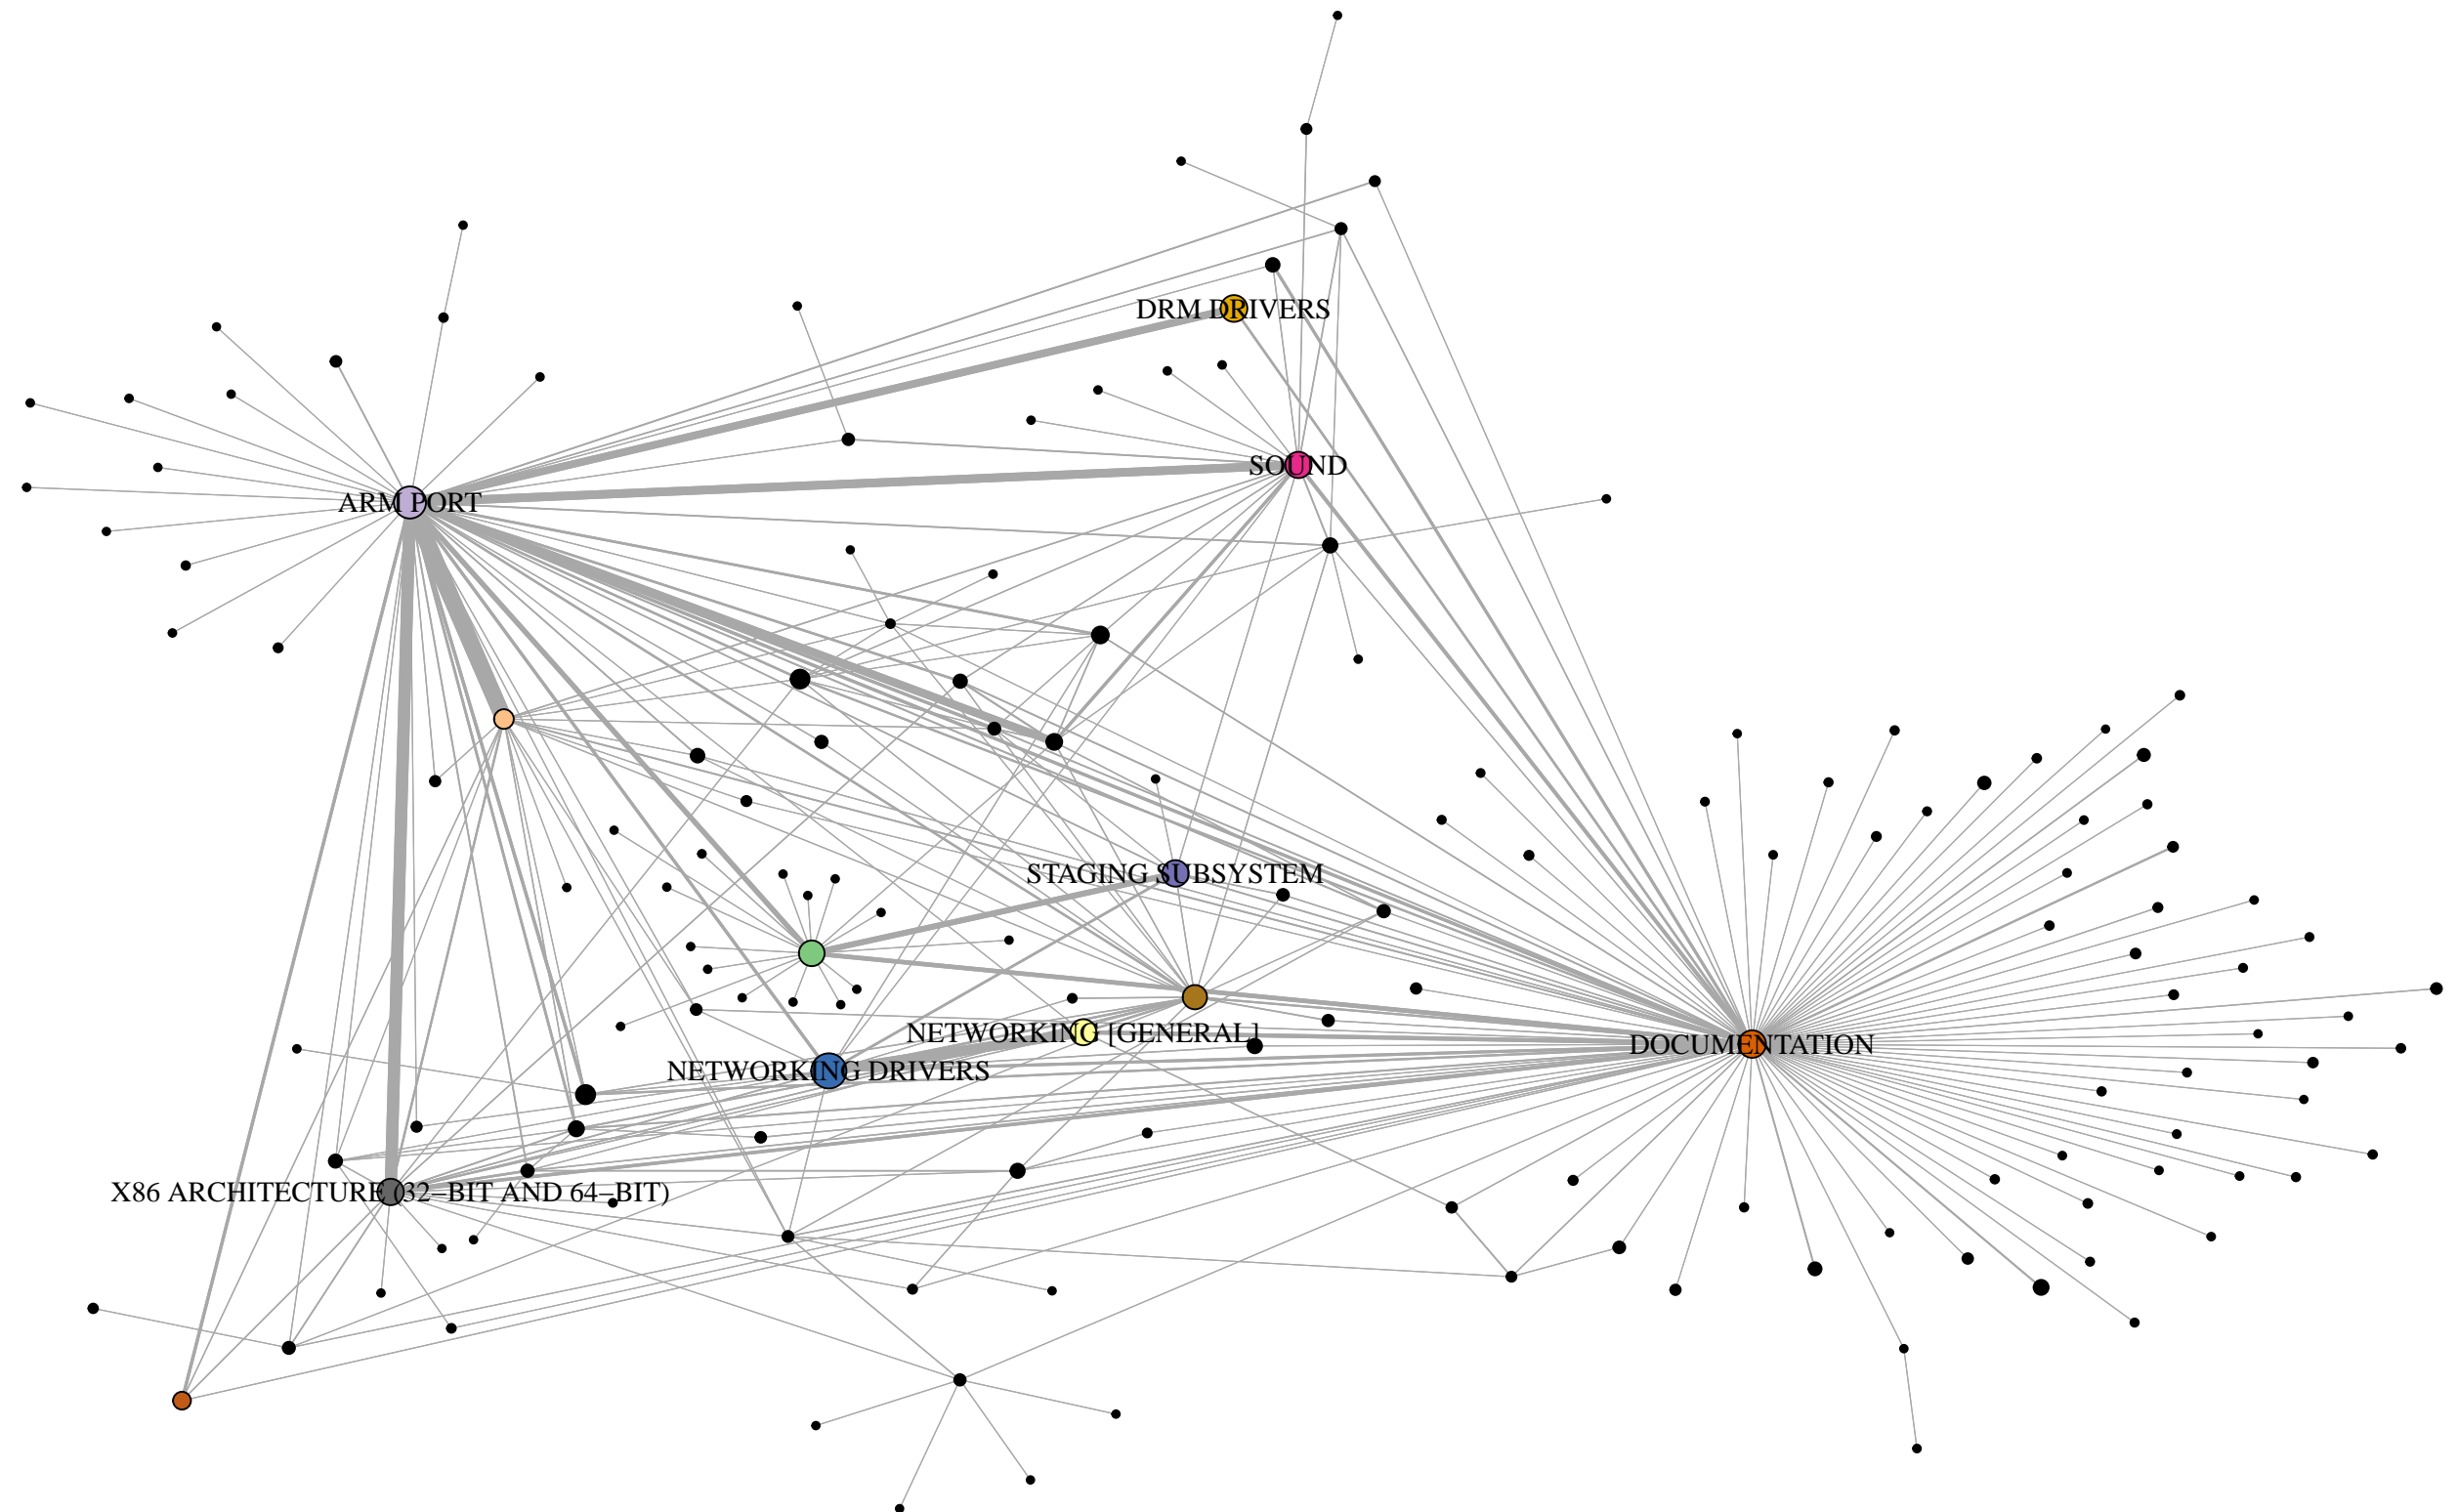 DRM DRIVERS
SOUND
ARM PORT
STAGING SUBSYSTEM
NETWORKING [GENERAL]
DOCUMENTATION
NETWORKING DRIVERS
X86 ARCHITECTURE (32−BIT AND 64−BIT)